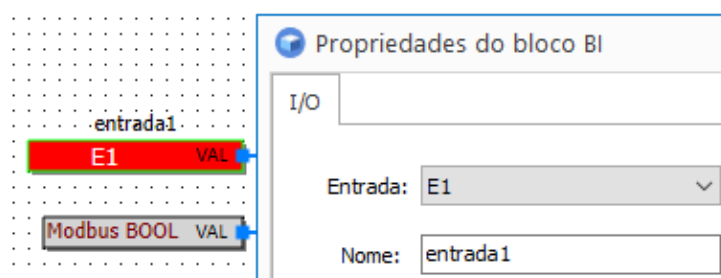 entrada1
E1 VAL
Modbus BOOL VAL
Propriedades do bloco BI
I/O
Entrada: E1
Nome: entrada1